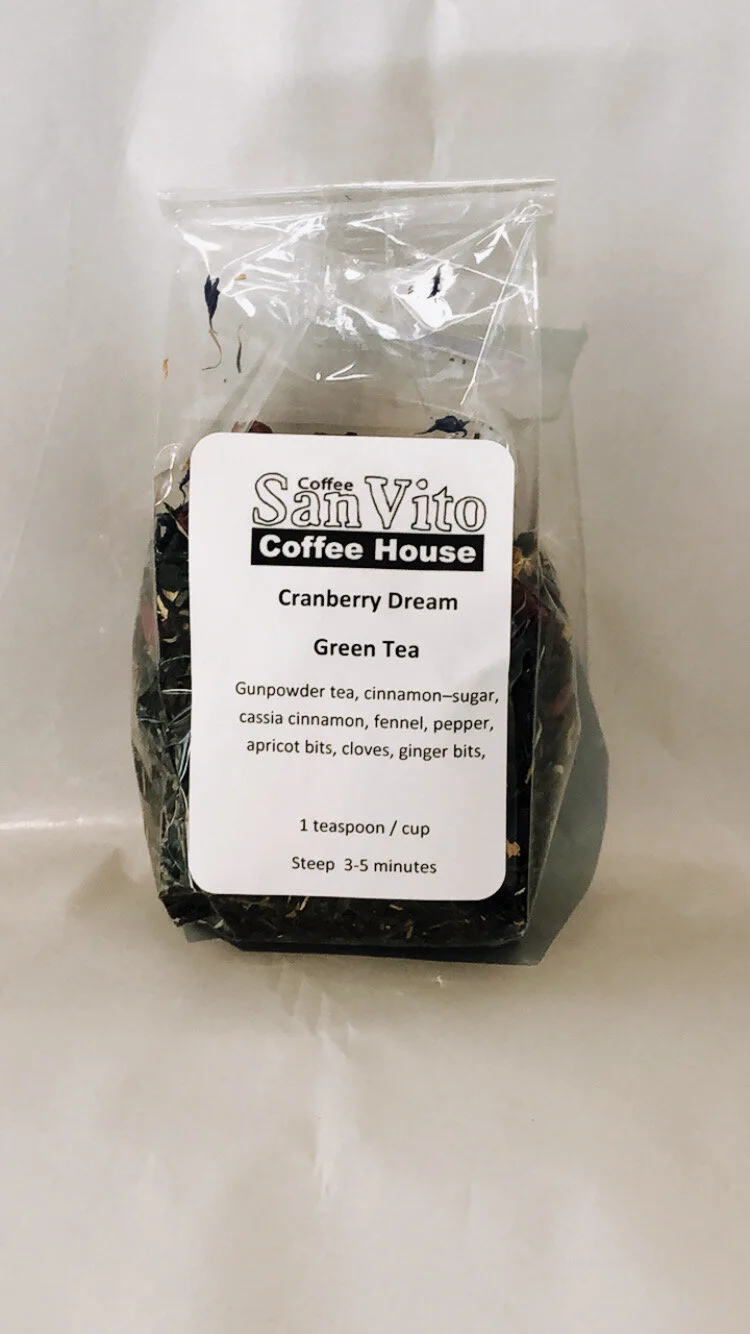 Coffee
San Vito
Coffee House
Cranberry Dream
Green Tea
Gunpowder tea, cinnamon–sugar,
cassia cinnamon, fennel, pepper,
apricot bits, cloves, ginger bits,
1 teaspoon / cup
Steep 3-5 minutes